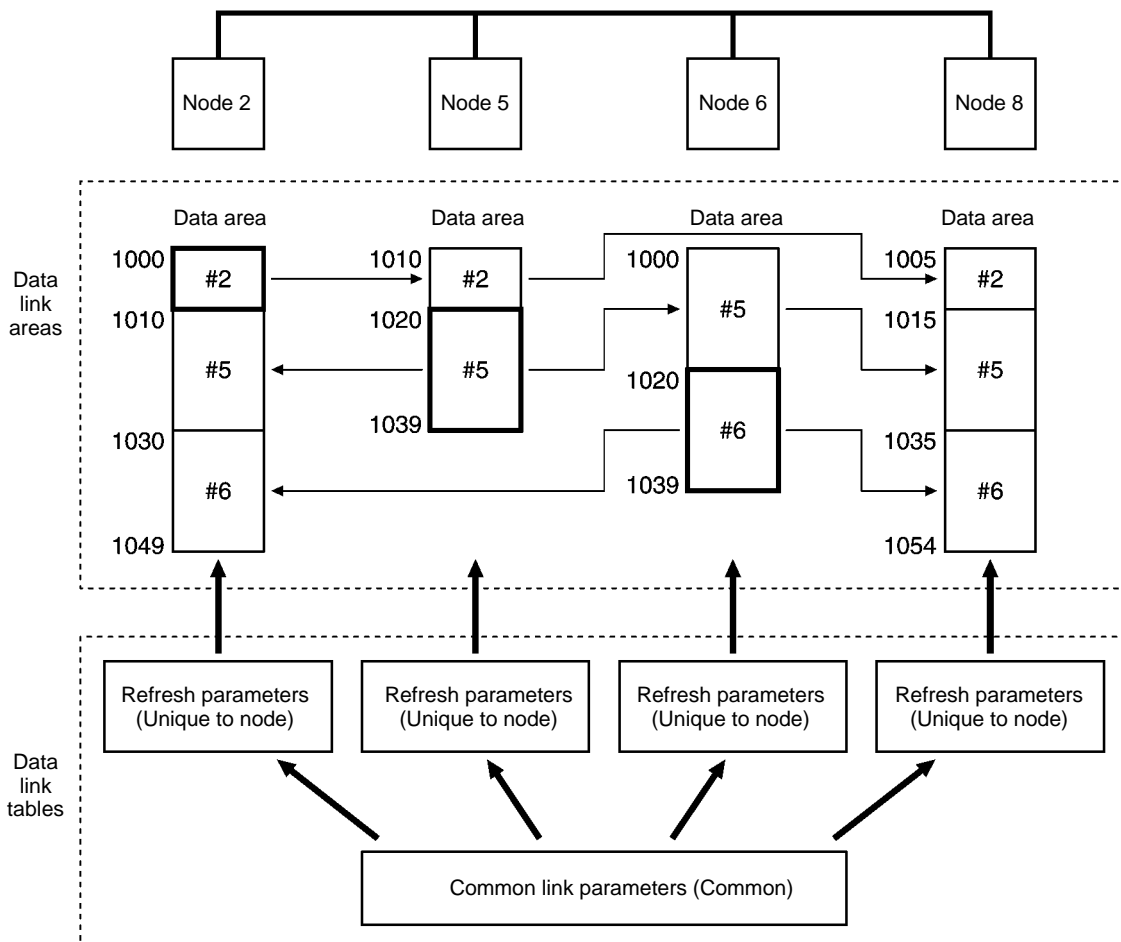 Node 2
Node 5
Node 6
Node 8
Data area
Data area
Data area
Data area
Data
link
areas
1000
#2
1010
#5
1030
#6
1049
1010
#2
1020
#5
1039
1000
#5
1020
#6
1039
1005
#2
1015
#5
1035
#6
1054
Data
link
tables
Refresh parameters
(Unique to node)
Refresh parameters
(Unique to node)
Refresh parameters
(Unique to node)
Refresh parameters
(Unique to node)
Common link parameters (Common)